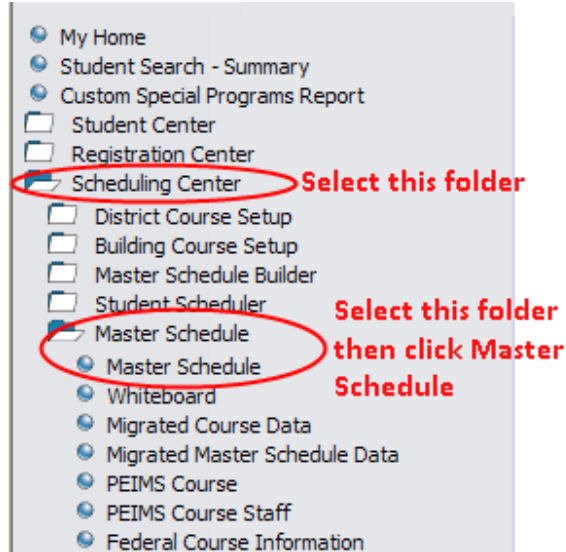 My Home
Student Search - Summary
Custom Special Programs Report
Student Center
Registration Center
Scheduling Center
Select this folder
District Course Setup
Building Course Setup
Master Schedule Builder
Student Scheduler
Master Schedule
Select this folder
then click Master
Schedule
Master Schedule
Whiteboard
Migrated Course Data
Migrated Master Schedule Data
PEIMS Course
PEIMS Course Staff
Federal Course Information